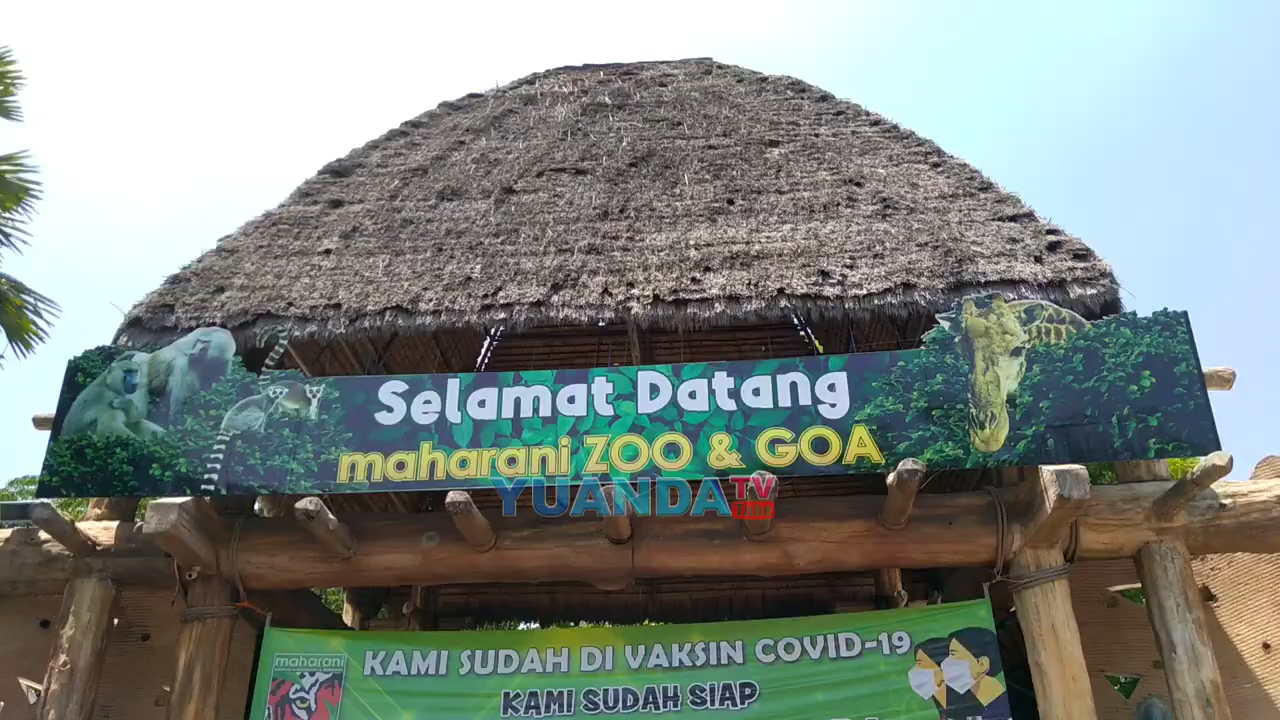 Selamat Datang
maharani ZOO & GOA
YUANDA TV
KAMI SUDAH DI VAKSIN COVID-19
maharani
KAMI SUDAH SIAP